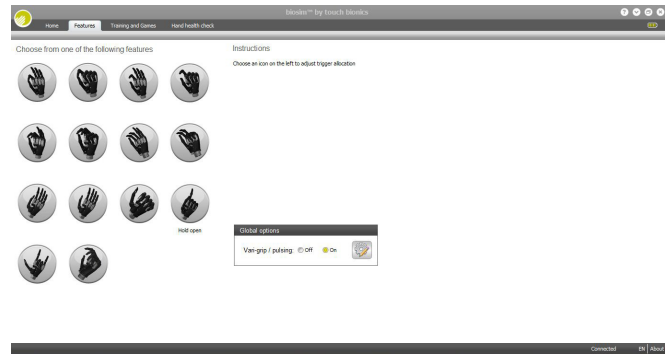 biosim™ by touch bionics
Home Features Training and Games Hand health check
Choose from one of the following features
Instructions
Choose an icon on the left to adjust trigger allocation
Hold open
Global options
Vari-grip / pulsing: Off On
Connected EN About